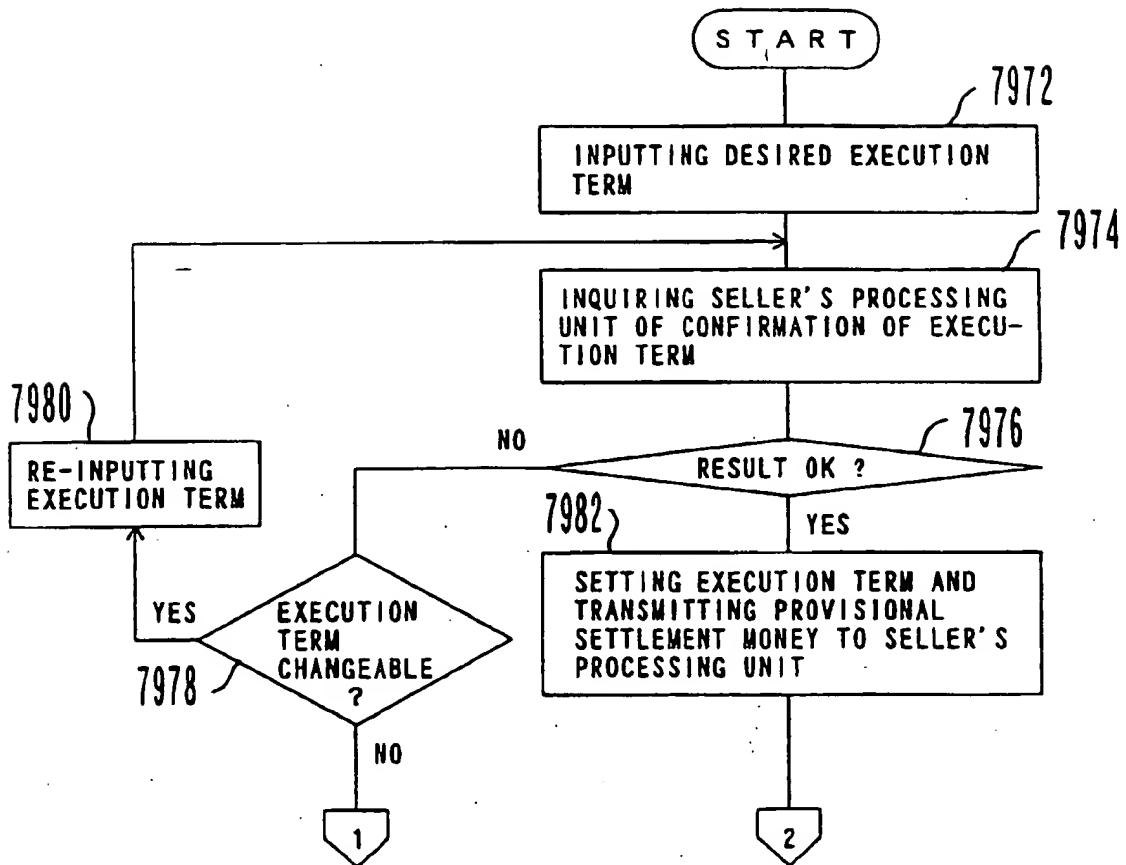 START
7972
INPUTTING DESIRED EXECUTION
TERM
7974
INQUIRING SELLER'S PROCESSING
UNIT OF CONFIRMATION OF EXECU-
TION TERM
7980
RE-INPUTTING
EXECUTION TERM
NO
7976
RESULT OK ?
YES
7982
SETTING EXECUTION TERM AND
TRANSMITTING PROVISIONAL
SETTLEMENT MONEY TO SELLER'S
PROCESSING UNIT
YES
EXECUTION
TERM
CHANGEABLE
?
7978
NO
1
2